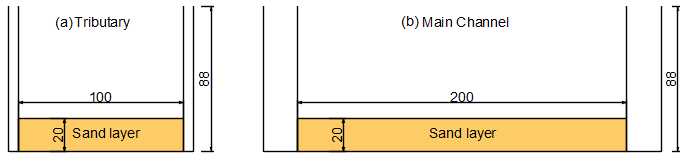 (a) Tributary
(b) Main Channel
100
200
88
88
20
Sand layer
20
Sand layer